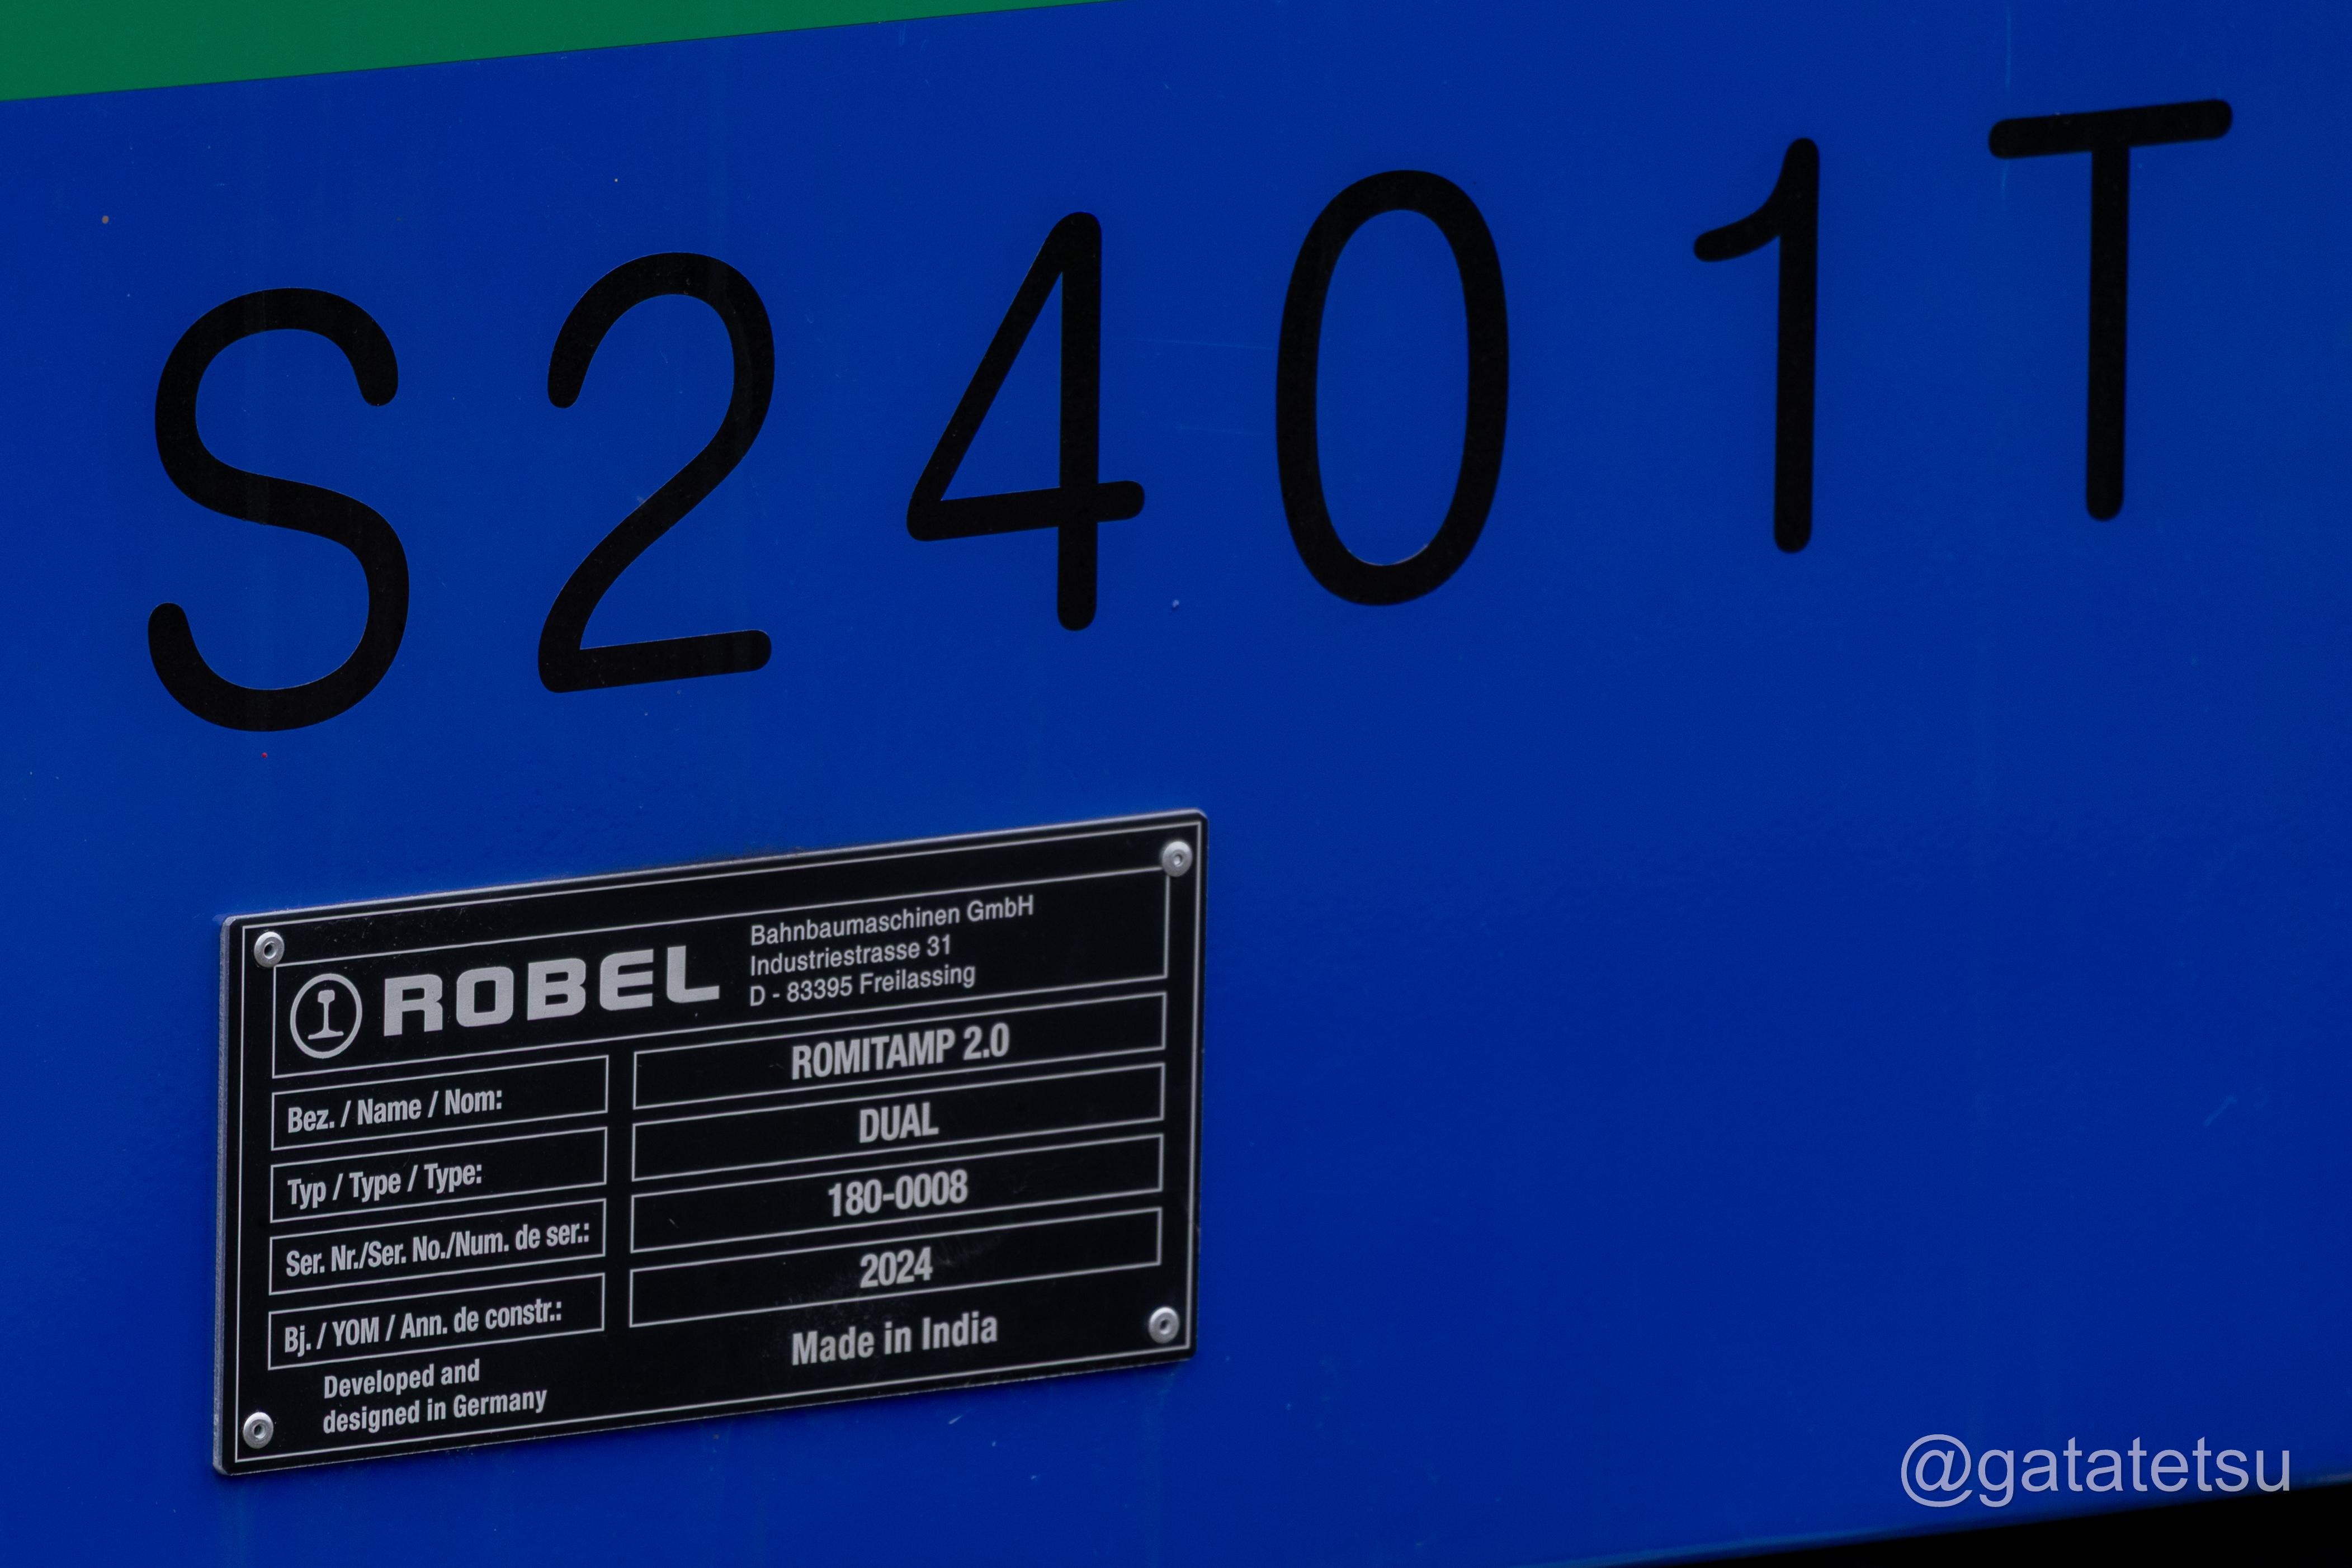 S2401T
ROBEL
Bahnbaumaschinen GmbH
Industriestrasse 31
D - 83395 Freilassing
Bez. / Name / Nom: ROMITAMP 2.0
Typ / Type / Type: DUAL
Ser. Nr./Ser. No./Num. de ser.: 180-0008
Bj. / YOM / Ann. de constr.: 2024
Developed and
designed in Germany
Made in India
@gatatetsu